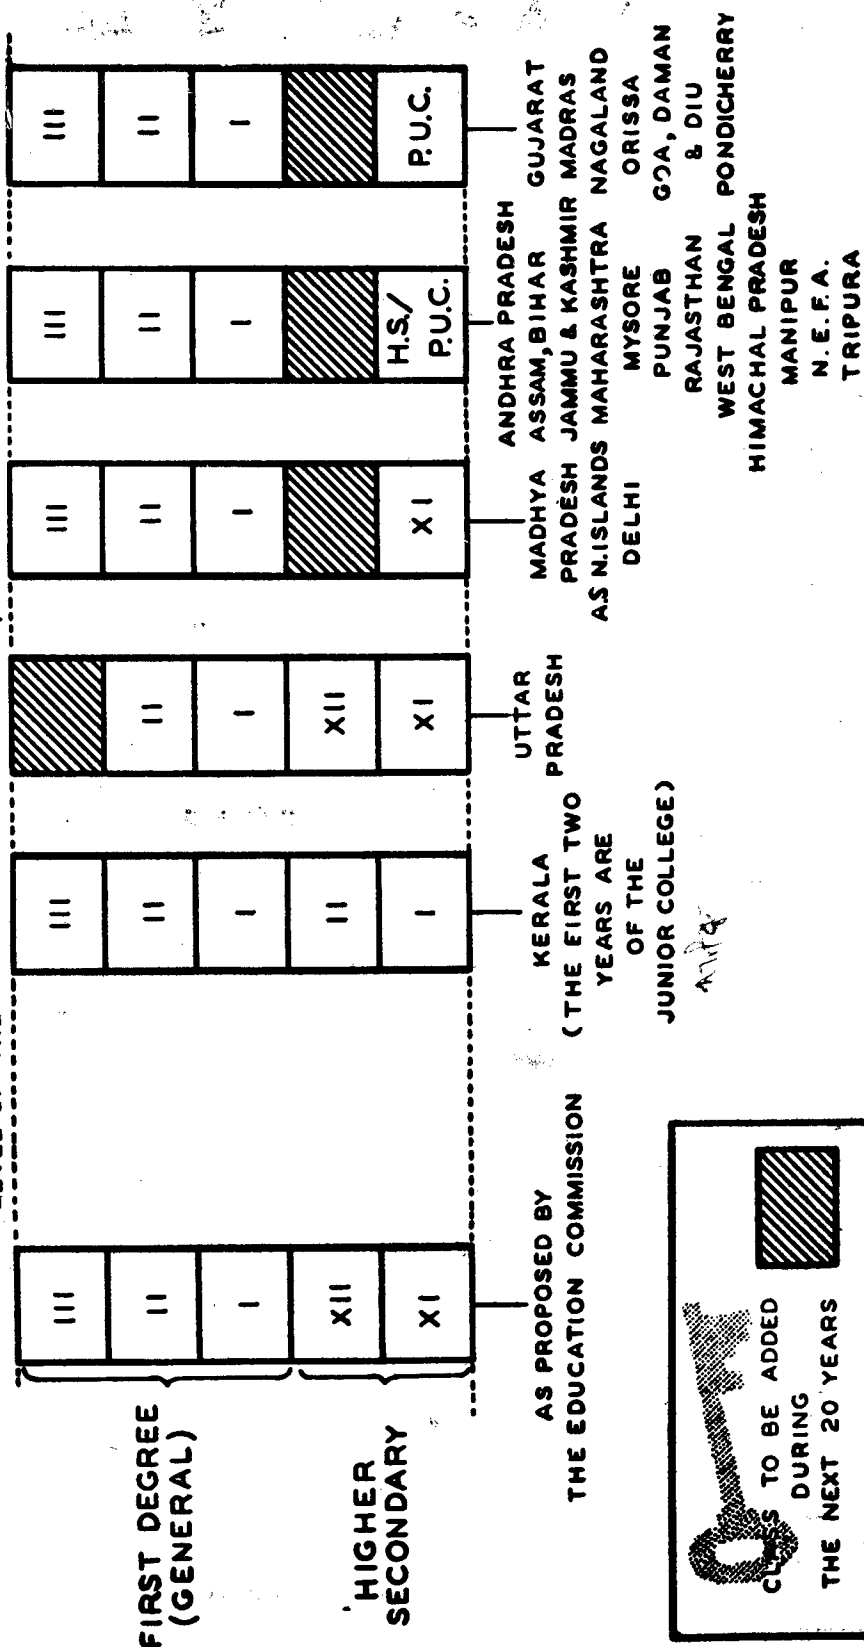 FIRST DEGREE
(GENERAL)
HIGHER
SECONDARY
III
II
I
XII
XI
AS PROPOSED BY
THE EDUCATION COMMISSION
III
II
I
II
I
KERALA
(THE FIRST TWO
YEARS ARE
OF THE
JUNIOR COLLEGE)
II
I
XII
XI
UTTAR
PRADESH
III
II
I
XI
MADHYA
PRADESH
A.S N.ISLANDS
DELHI
III
II
I
H.S./
P.U.C.
ANDHRA PRADESH
ASSAM, BIHAR
JAMMU & KASHMIR
MAHARASHTRA
MYSORE
PUNJAB
RAJASTHAN
WEST BENGAL
HIMACHAL PRADESH
MANIPUR
N.E.F.A.
TRIPURA
III
II
I
P.U.C.
GUJARAT
MADRAS
NAGALAND
ORISSA
GOA, DAMAN
& DIU
PONDICHERRY
CLASS TO BE ADDED
DURING
THE NEXT 20 YEARS